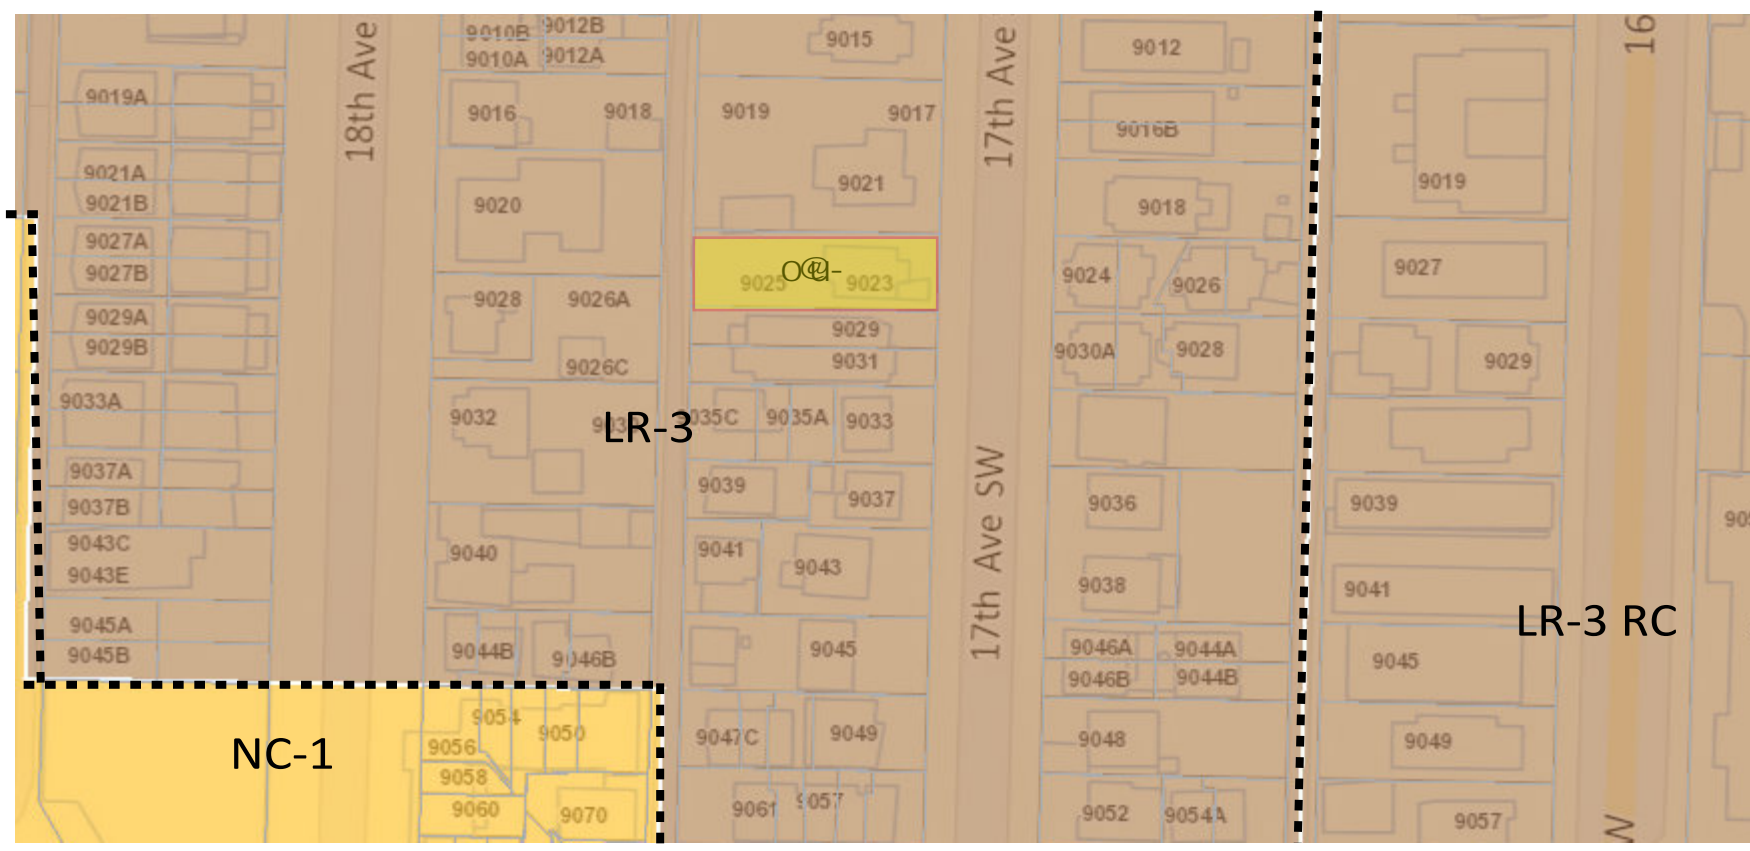 9010B 9012B 9015 9012
9010A 9012A
18th Ave 17th Ave 16
9019A 9016 9018 9019 9017 9016B
9021A 9021 9019
9021B 9020 9018
9027A 9027
9027B 9028 9026A 9025 9023 9024 9026
9029A 9029
9029B 9026C 9031 9030A 9028 9029
9033A 9032 LR-3 9035C 9035A 9033
9037A 9039 9037
9037B 17th Ave SW 9036 9039
9043C 9040 9041 9043
9043E 9038 9041
9045A 9045 9046A 9044A LR-3 RC
9045B 9044B 9046B 9046B 9044B 9045
9054 9050
NC-1 9056 9047C 9049 9048 9049
9058
9060 9070 9061 9057 9052 9054A 9057
W